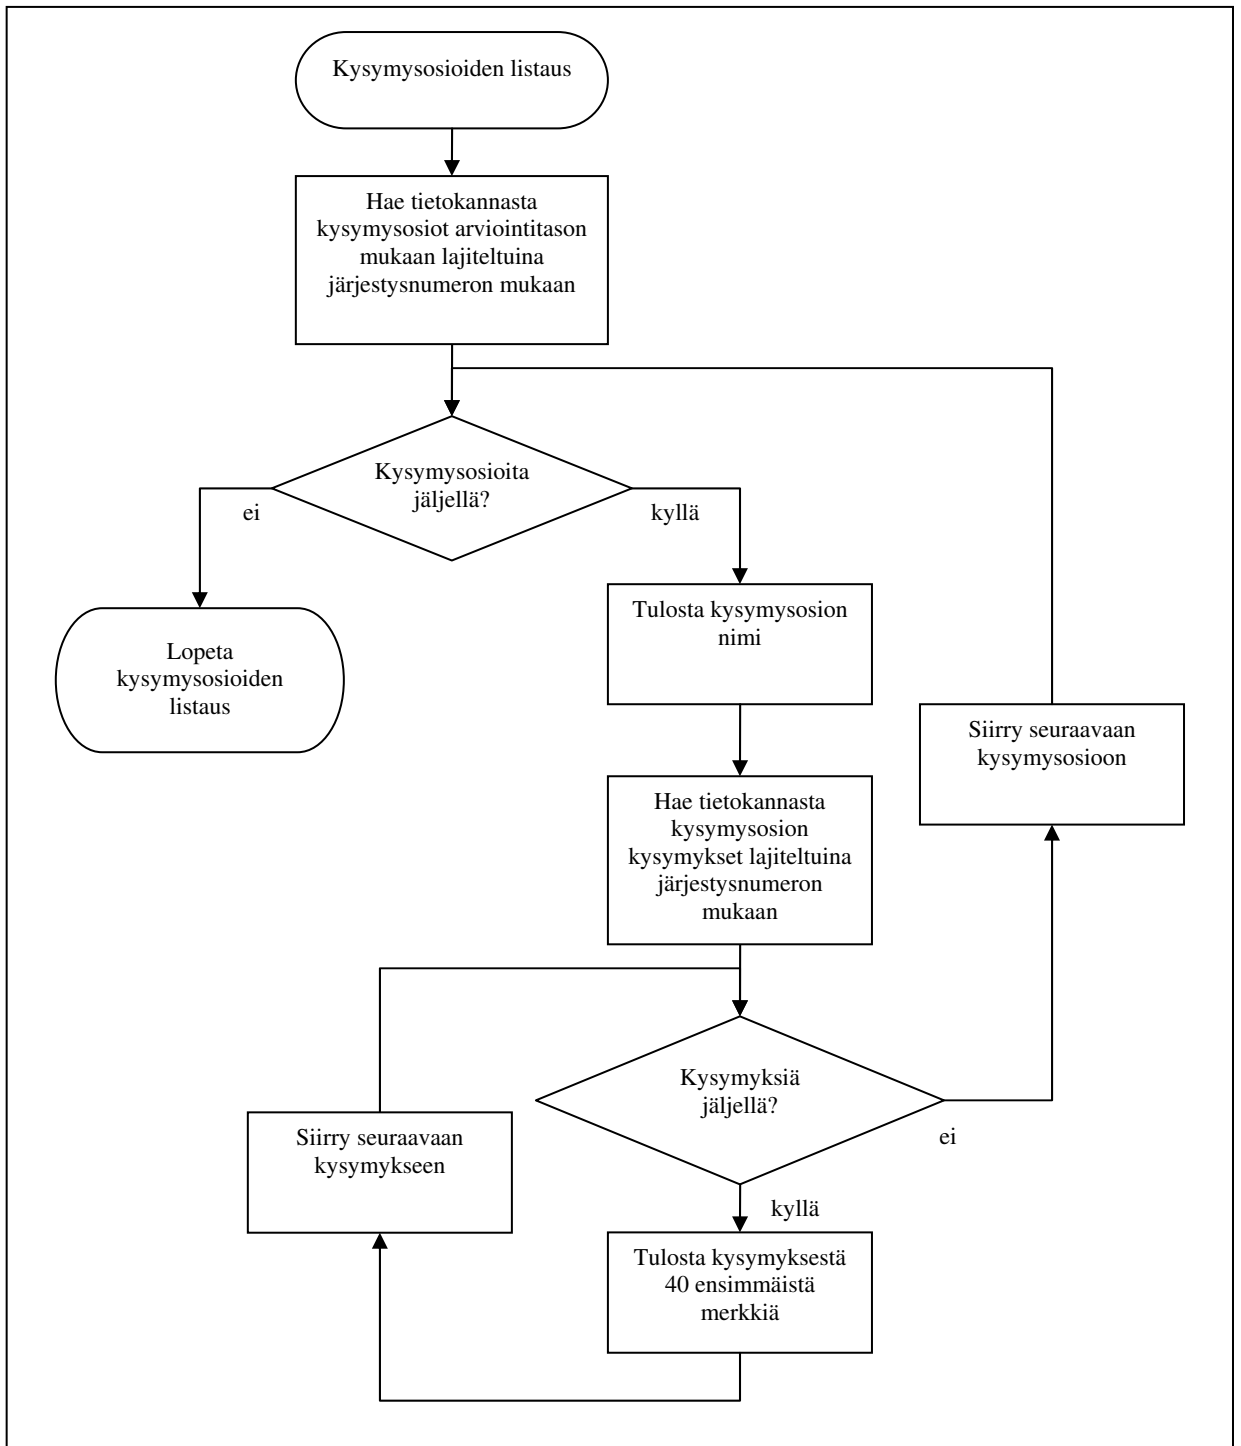 Kysymysosioiden listaus
Hae tietokannasta
kysymysosiot arviointitason
mukaan lajiteltuina
järjestysnumeron mukaan
Kysymysosioita
jäljellä?
ei
kyllä
Tulosta kysymysosion
nimi
Lopeta
kysymysosioiden
listaus
Siirry seuraavaan
kysymysosioon
Hae tietokannasta
kysymysosion
kysymykset lajiteltuina
järjestysnumeron
mukaan
Kysymyksiä
jäljellä?
ei
Siirry seuraavaan
kysymykseen
kyllä
Tulosta kysymyksestä
40 ensimmäistä
merkkiä